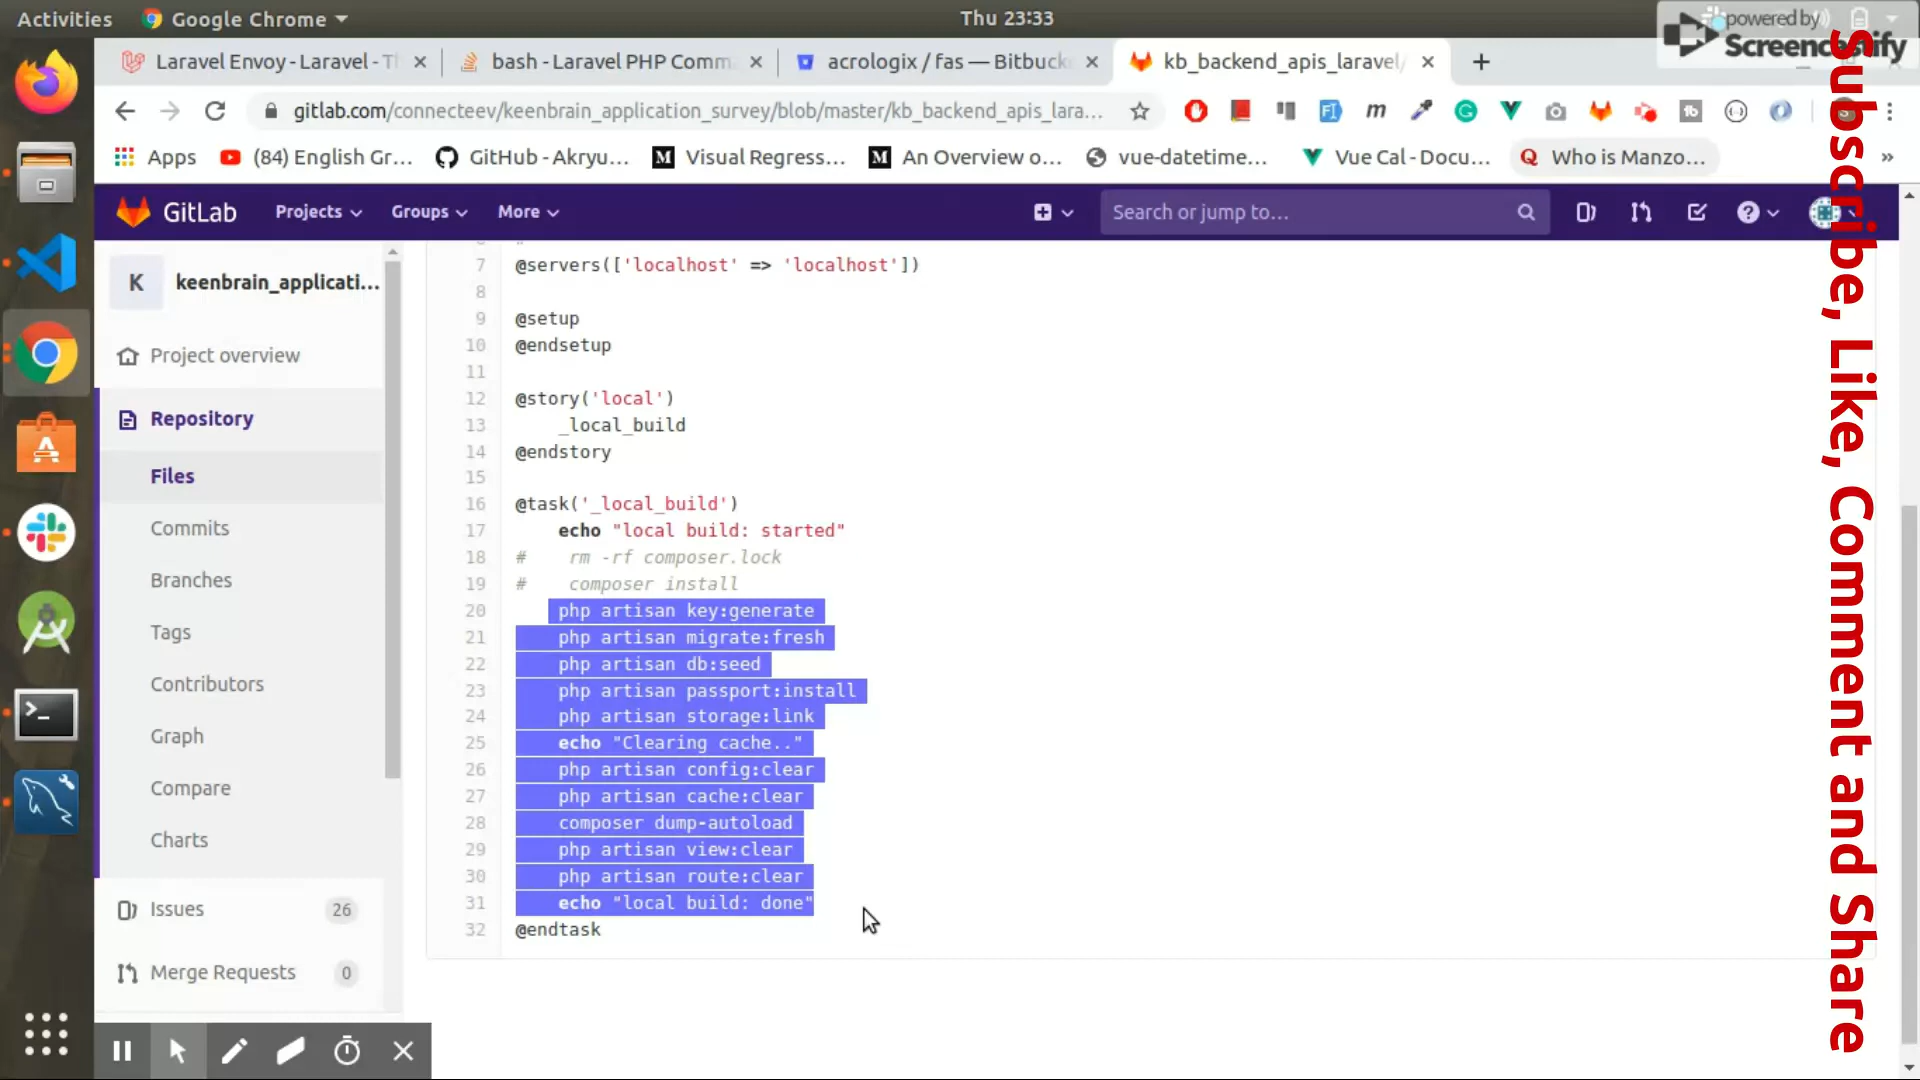 Activities
Google Chrome
Thu 23:33
powered by
Screencastify
Laravel Envoy - Laravel - T
bash - Laravel PHP Comm
acrologix / fas — Bitbuck
kb_backend_apis_laravel/
gitlab.com/connecteev/keenbrain_application_survey/blob/master/kb_backend_apis_lara...
Apps
(84) English Gr...
GitHub - Akryu...
Visual Regress...
An Overview o...
vue-datetime...
Vue Cal - Docu...
Who is Manzo...
»
GitLab
Projects
Groups
More
Search or jump to...
K
keenbrain_applicati...
Project overview
Repository
Files
Commits
Branches
Tags
Contributors
Graph
Compare
Charts
Issues
26
Merge Requests
0
7 @servers(['localhost' => 'localhost'])
8
9 @setup
10 @endsetup
11
12 @story('local')
13 _local_build
14 @endstory
15
16 @task('_local_build')
17 echo "local build: started"
18 # rm -rf composer.lock
19 # composer install
20 php artisan key:generate
21 php artisan migrate:fresh
22 php artisan db:seed
23 php artisan passport:install
24 php artisan storage:link
25 echo "Clearing cache.."
26 php artisan config:clear
27 php artisan cache:clear
28 composer dump-autoload
29 php artisan view:clear
30 php artisan route:clear
31 echo "local build: done"
32 @endtask
Subscribe, Like, Comment and Share